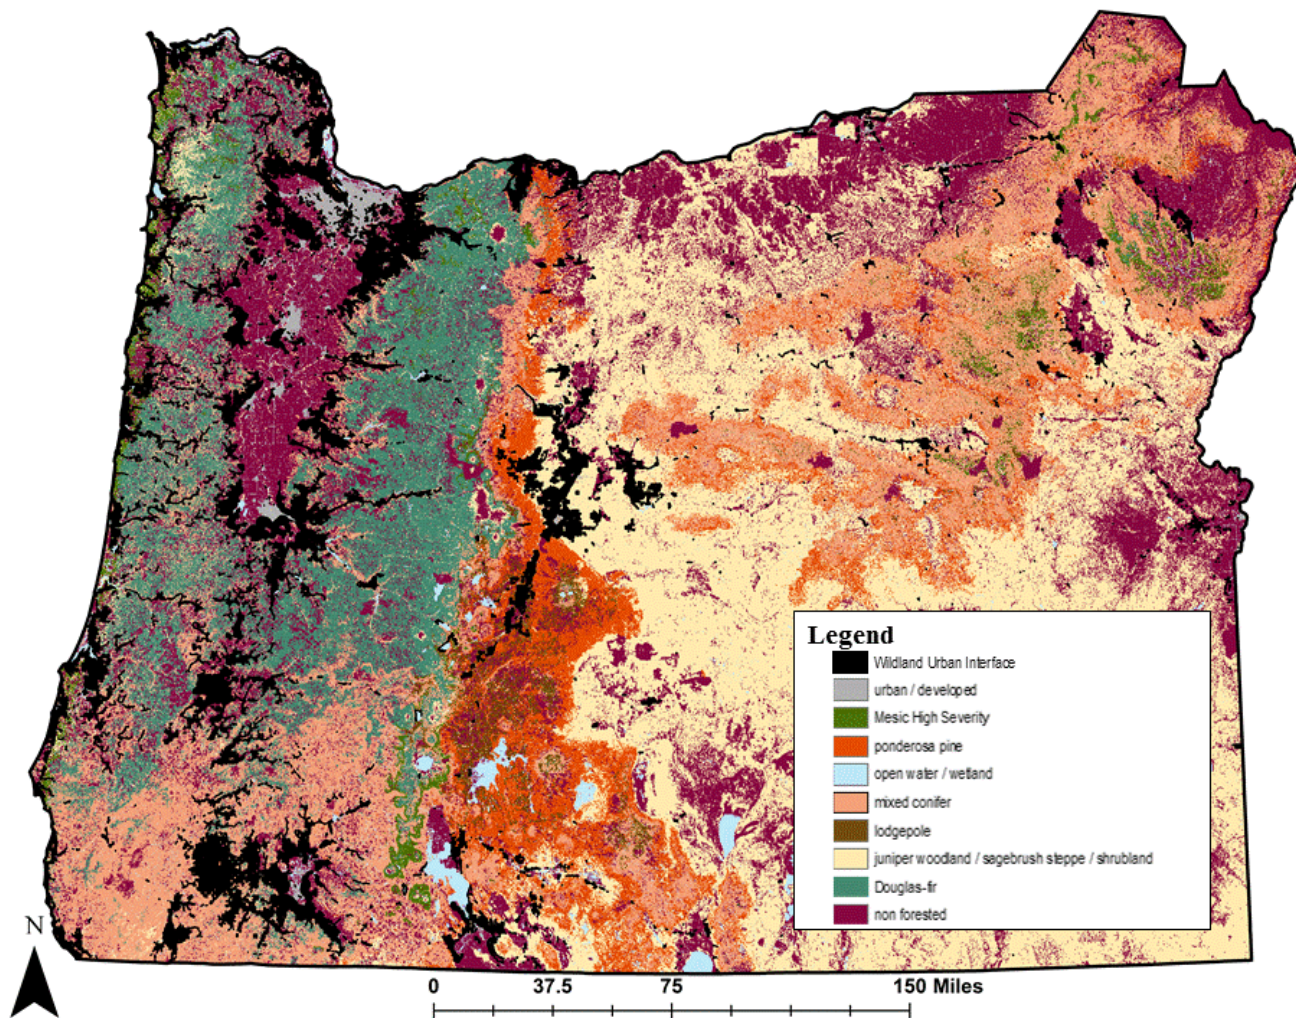 Legend
Wildland Urban Interface
urban / developed
Mesic High Severity
ponderosa pine
open water / wetland
mixed conifer
lodgepole
juniper woodland / sagebrush steppe / shrubland
Douglas-fir
non forested
N
0 37.5 75 150 Miles